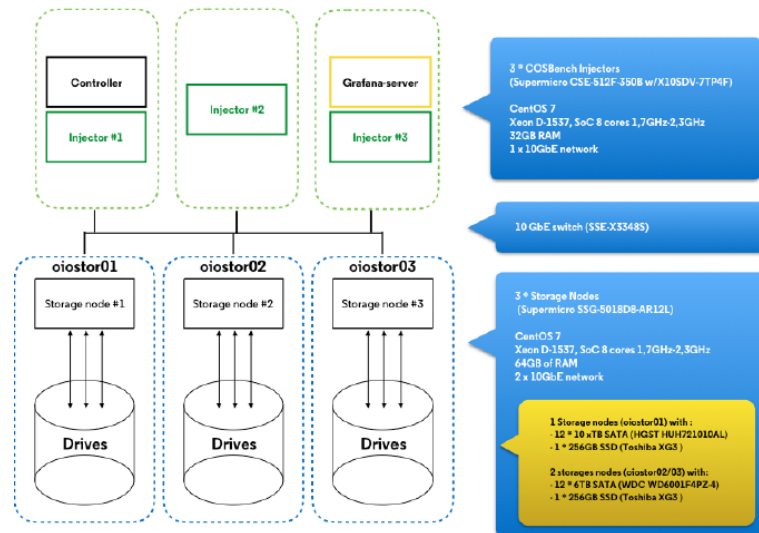 Controller
Injector #1
Injector #2
Grafana-server
Injector #3
3 * COSBench Injectors
(Supermicro CSE-512F-350B w/X10SDV-7TP4F)
CentOS 7
Xeon D-1537, SoC 8 cores 1,7GHz-2,3GHz
32GB RAM
1 x 10GbE network
10 GbE switch (SSE-X3348S)
oiostor01
oiostor02
oiostor03
Storage node #1
Storage node #2
Storage node #3
Drives
Drives
Drives
3 * Storage Nodes
(Supermicro SSG-5018D8-AR12L)
CentOS 7
Xeon D-1537, SoC 8 cores 1,7GHz-2,3GHz
64GB of RAM
2 x 10GbE network
1 Storage nodes (oiostor01) with :
- 12 * 10 xTB SATA (HGST HUH721010AL)
- 1 * 256GB SSD (Toshiba XG3 )
2 storages nodes (oiostor02/03) with:
- 12 * 6TB SATA (WDC WD6001F4PZ-4)
- 1 * 256GB SSD (Toshiba XG3 )